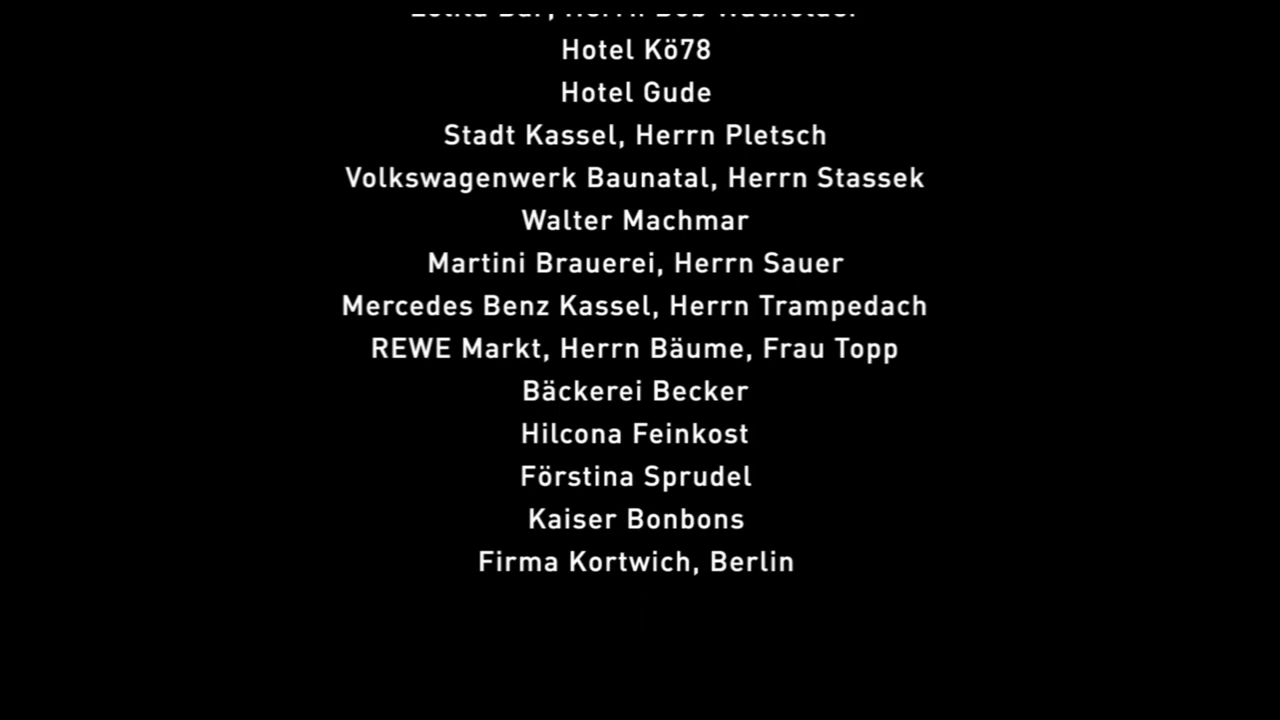 Hotel Kö78
Hotel Gude
Stadt Kassel, Herrn Pletsch
Volkswagenwerk Baunatal, Herrn Stassek
Walter Machmar
Martini Brauerei, Herrn Sauer
Mercedes Benz Kassel, Herrn Trampedach
REWE Markt, Herrn Bäume, Frau Topp
Bäckerei Becker
Hilcona Feinkost
Förstina Sprudel
Kaiser Bonbons
Firma Kortwich, Berlin